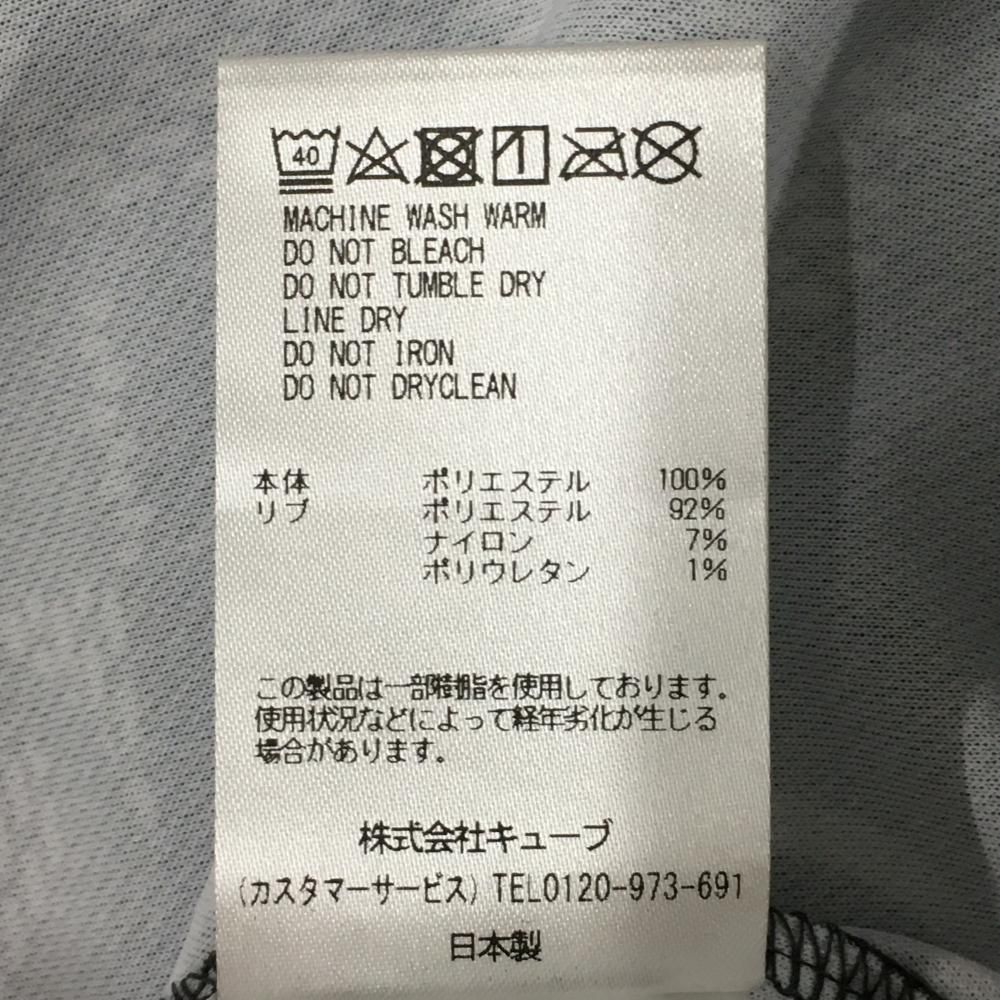 40
MACHINE WASH WARM
DO NOT BLEACH
DO NOT TUMBLE DRY
LINE DRY
DO NOT IRON
DO NOT DRYCLEAN
本体 ポリエステル 100%
リブ ポリエステル 92%
ナイロン 7%
ポリウレタン 1%
この製品は一部樹脂を使用しております。
使用状況などによって経年劣化が生じる
場合があります。
株式会社キューブ
(カスタマーサービス) TEL0120-973-691
日本製